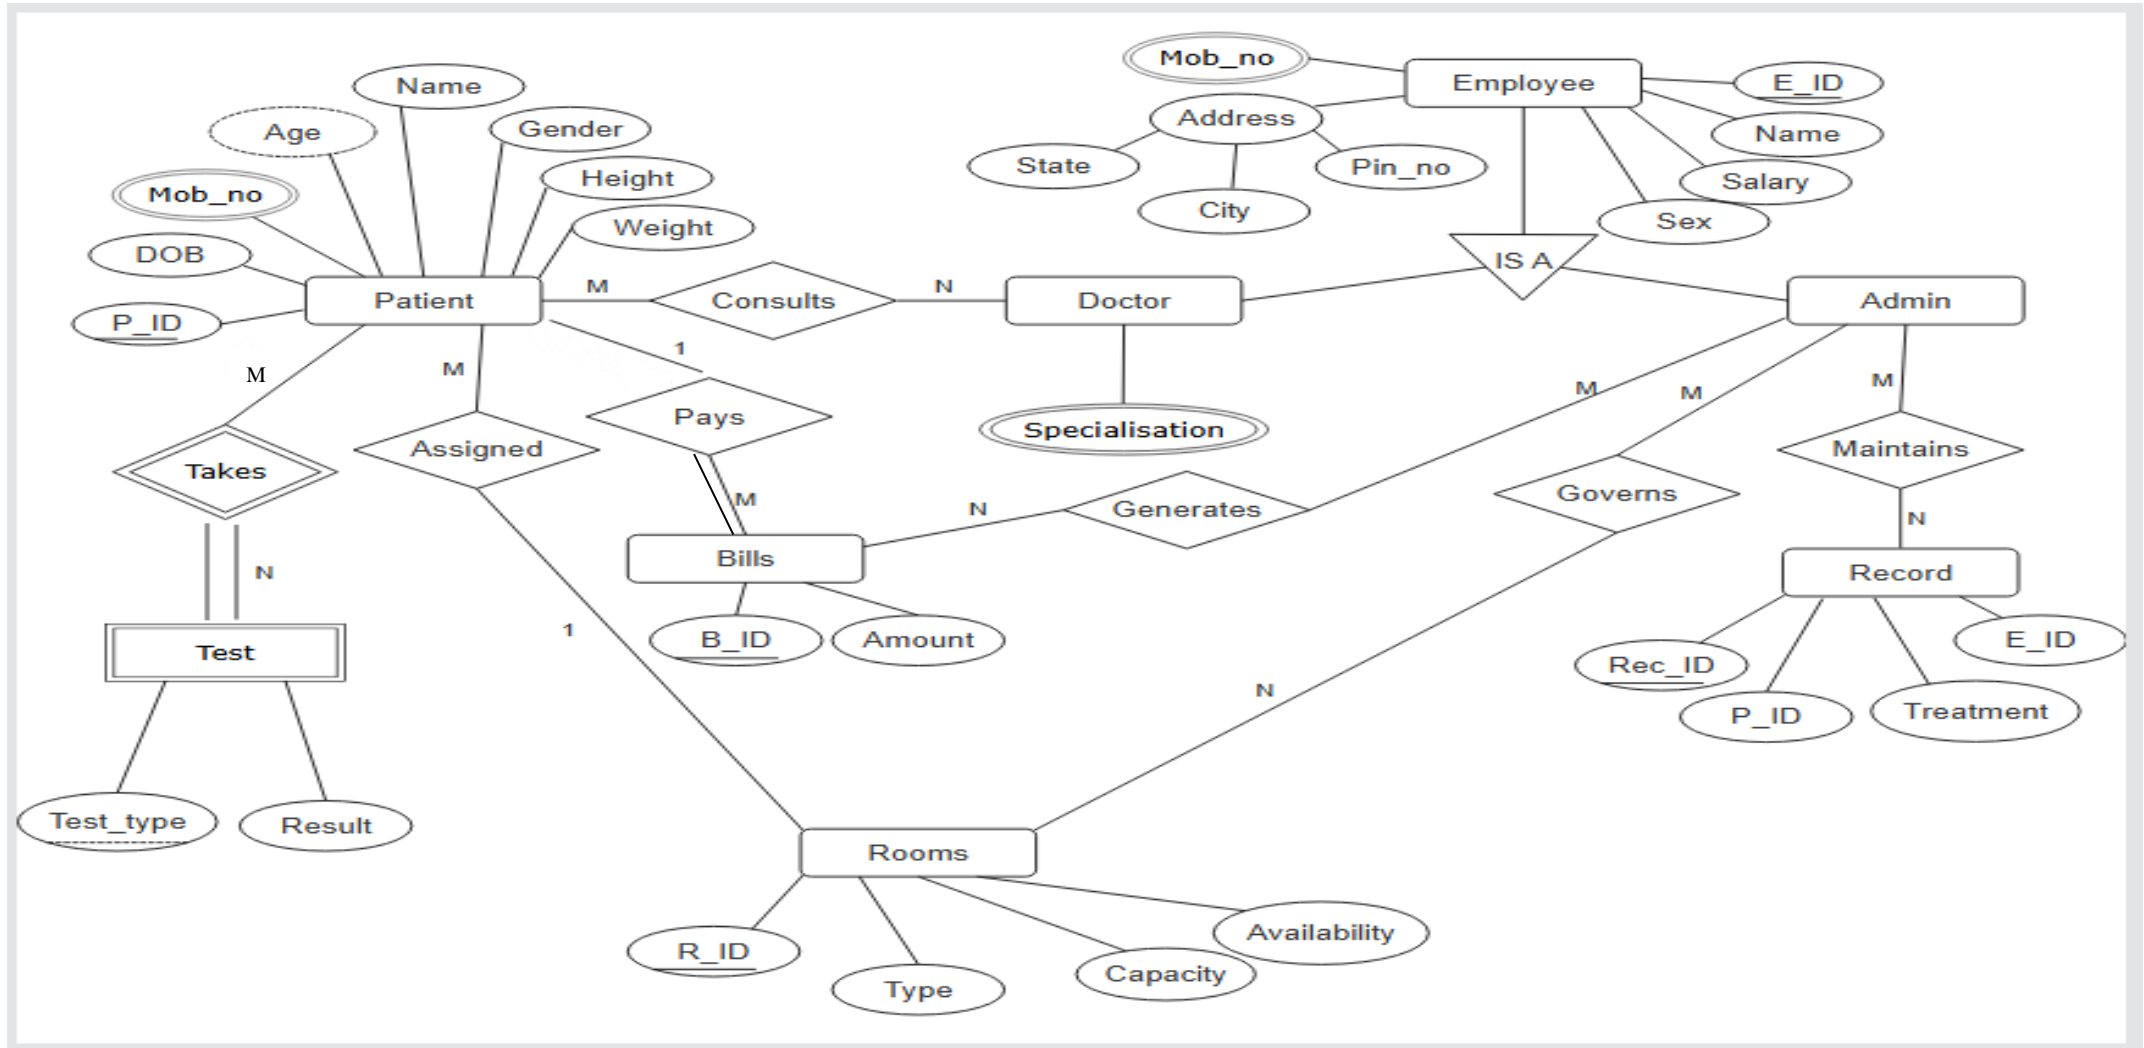 Mob_no
Employee
E_ID
Name
Age
Gender
Address
Name
State
Pin_no
Height
Salary
Mob_no
City
Sex
Weight
DOB
IS A
Patient
M
Consults
N
Doctor
Admin
P_ID
1
M
M
M
M
M
Pays
Specialisation
Assigned
Maintains
Takes
Governs
M
N
Generates
N
Bills
N
Record
1
B_ID
Amount
E_ID
Test
Rec_ID
N
P_ID
Treatment
Test_type
Result
Rooms
Availability
R_ID
Capacity
Type